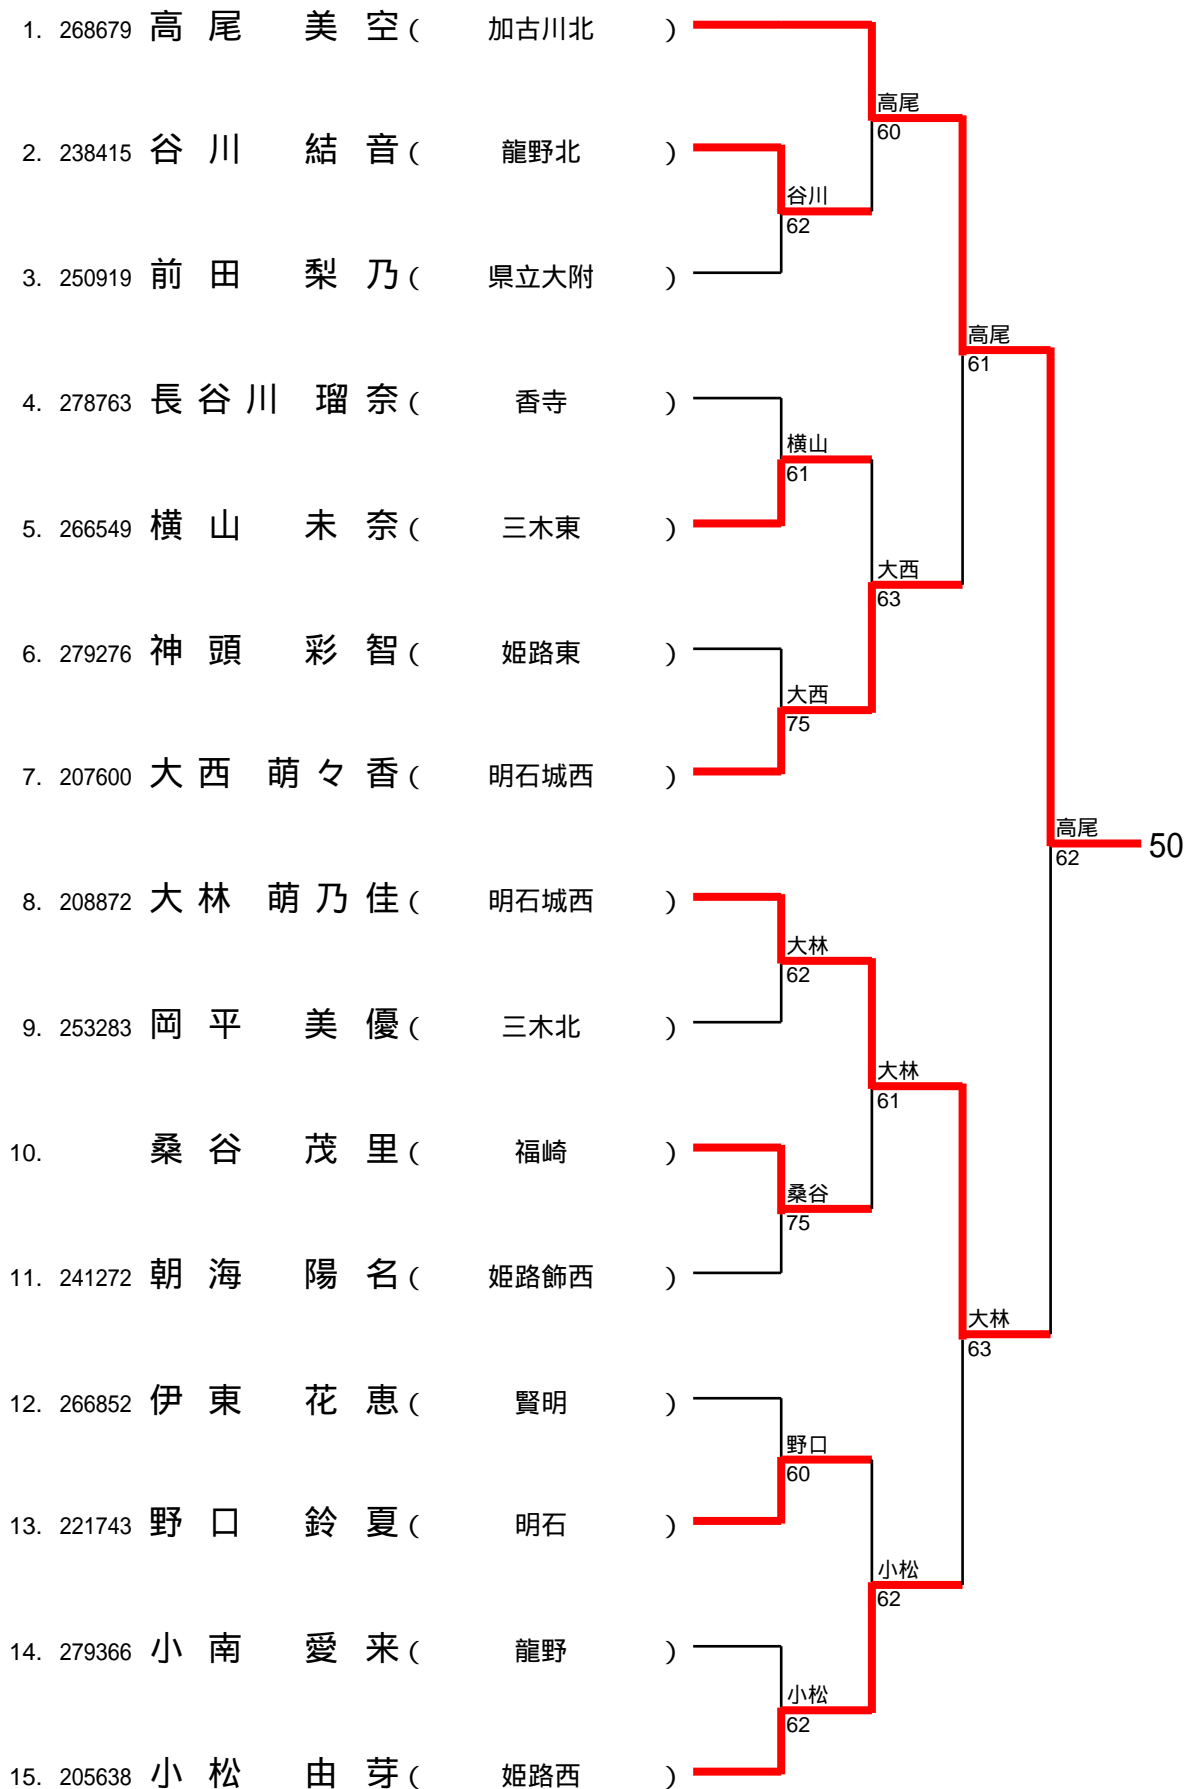 1. 268679 高尾 美空 ( 加古川北 )
高尾
60
2. 238415 谷川 結音 ( 龍野北 )
谷川
62
3. 250919 前田 梨乃 ( 県立大附 )
高尾
61
4. 278763 長谷川 瑠奈 ( 香寺 )
横山
61
5. 266549 横山 未奈 ( 三木東 )
大西
63
6. 279276 神頭 彩智 ( 姫路東 )
大西
75
7. 207600 大西 萌々香 ( 明石城西 )
高尾
62
50
8. 208872 大林 萌乃佳 ( 明石城西 )
大林
62
9. 253283 岡平 美優 ( 三木北 )
大林
61
10. 桑谷 茂里 ( 福崎 )
桑谷
75
11. 241272 朝海 陽名 ( 姫路飾西 )
大林
63
12. 266852 伊東 花恵 ( 賢明 )
野口
60
13. 221743 野口 鈴夏 ( 明石 )
小松
62
14. 279366 小南 愛来 ( 龍野 )
小松
62
15. 205638 小松 由芽 ( 姫路西 )